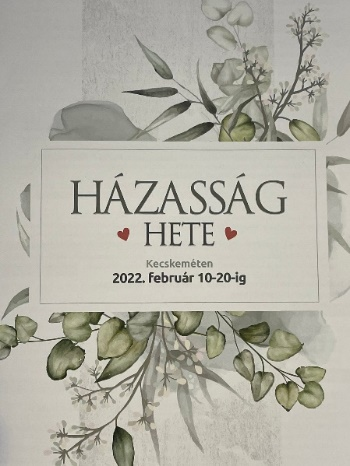 HÁZASSÁG
HETE
Kecskeméten
2022. február 10-20-ig